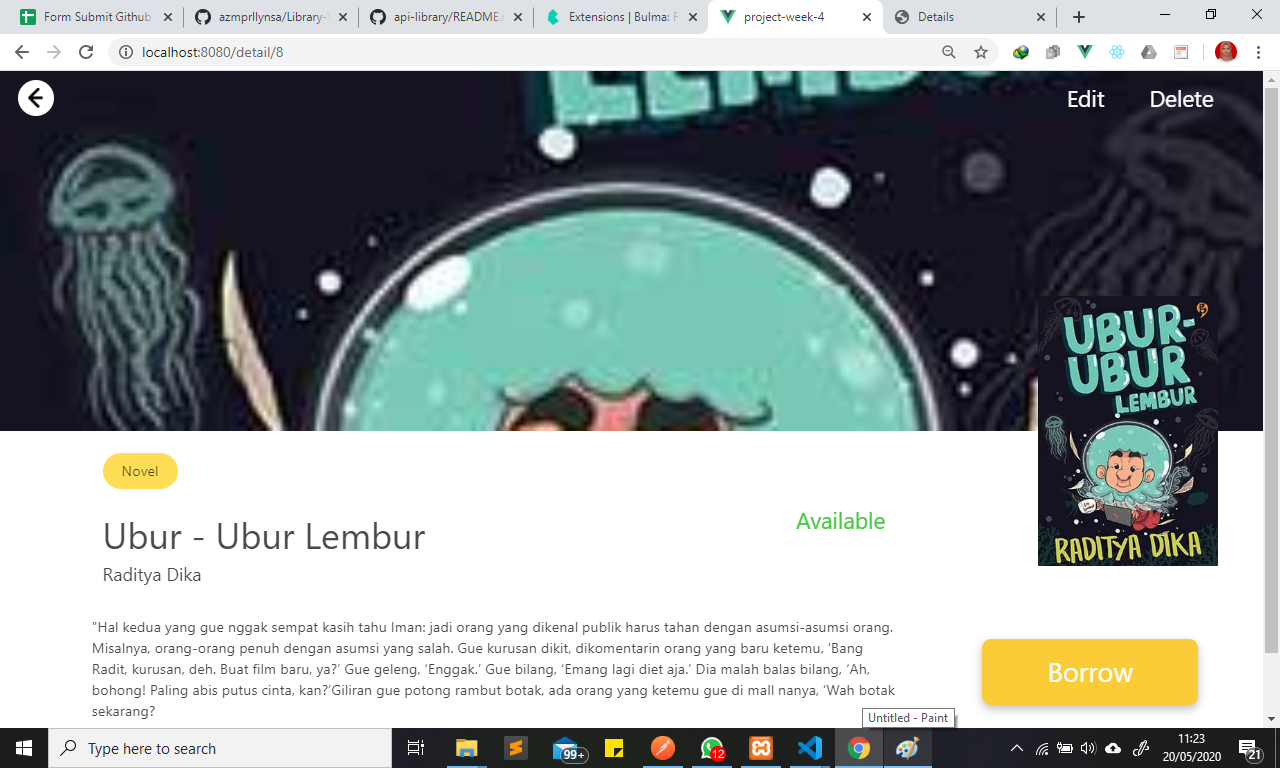 Form Submit Github
azmprllynsa/Library-
api-library/README.
Extensions | Bulma: F
project-week-4
Details
localhost:8080/detail/8
LEMBU
Edit
Delete
UBUR-
UBUR
LEMBUR
RADITYA DIKA
Novel
Available
Ubur - Ubur Lembur
Raditya Dika
"Hal kedua yang gue nggak sempat kasih tahu Iman: jadi orang yang dikenal publik harus tahan dengan asumsi-asumsi orang.
Misalnya, orang-orang penuh dengan asumsi yang salah. Gue kurusan dikit, dikomentarin orang yang baru ketemu, ‘Bang
Radit, kurusan, deh. Buat film baru, ya?’ Gue geleng, ‘Enggak.’ Gue bilang, ‘Emang lagi diet aja.’ Dia malah balas bilang, ‘Ah,
bohong! Paling abis putus cinta, kan?’Giliran gue potong rambut botak, ada orang yang ketemu gue di mall nanya, ‘Wah botak
sekarang?
Borrow
Untitled - Paint
Type here to search
99+
12
11:23
20/05/2020
21